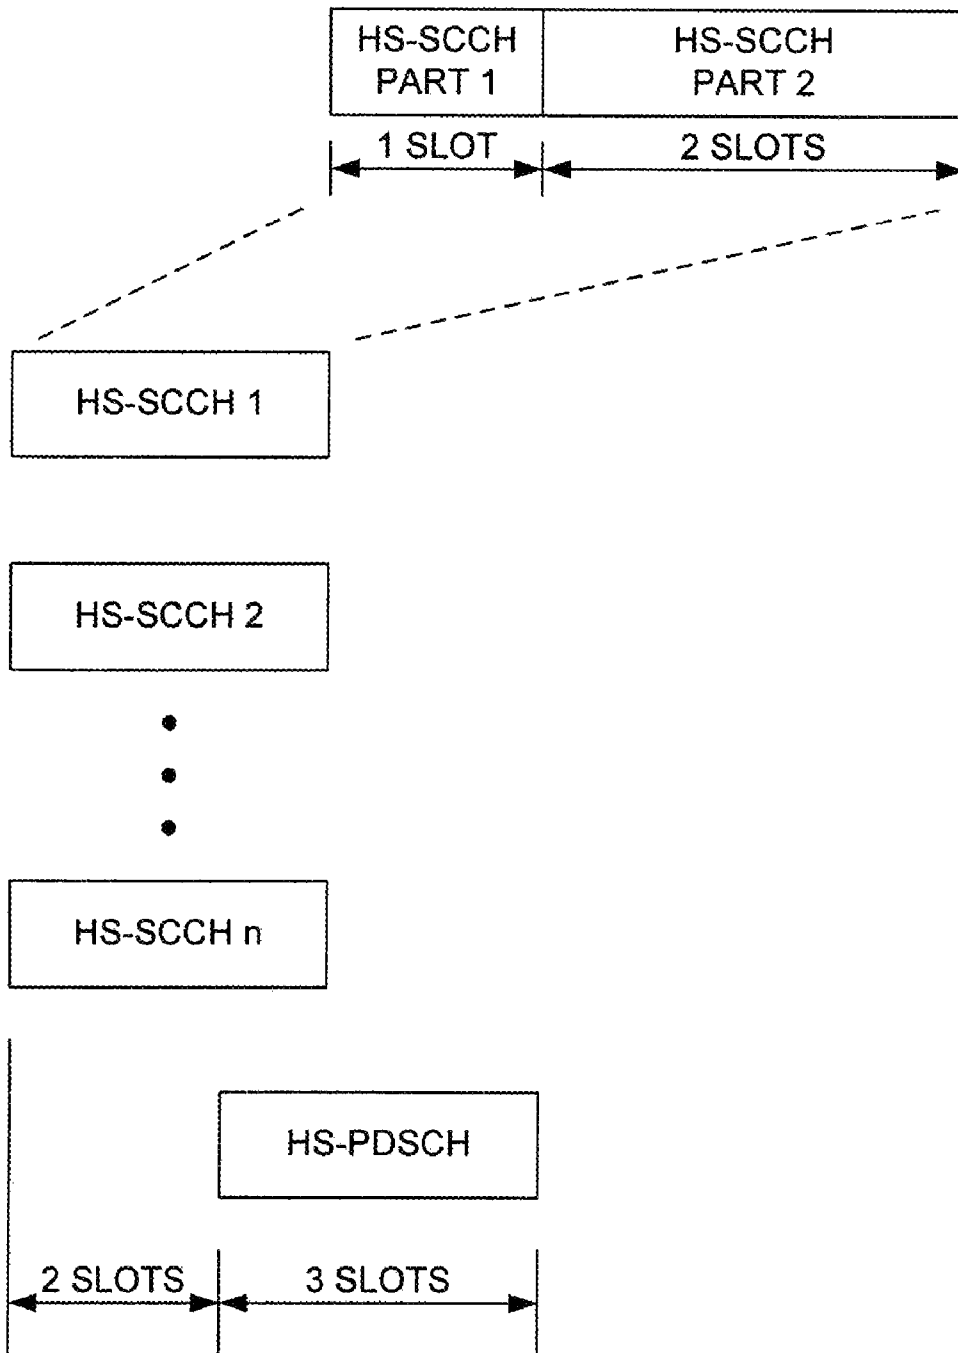 HS-SCCH
PART 1
HS-SCCH
PART 2
1 SLOT
2 SLOTS
HS-SCCH 1
HS-SCCH 2
HS-SCCH n
HS-PDSCH
2 SLOTS
3 SLOTS